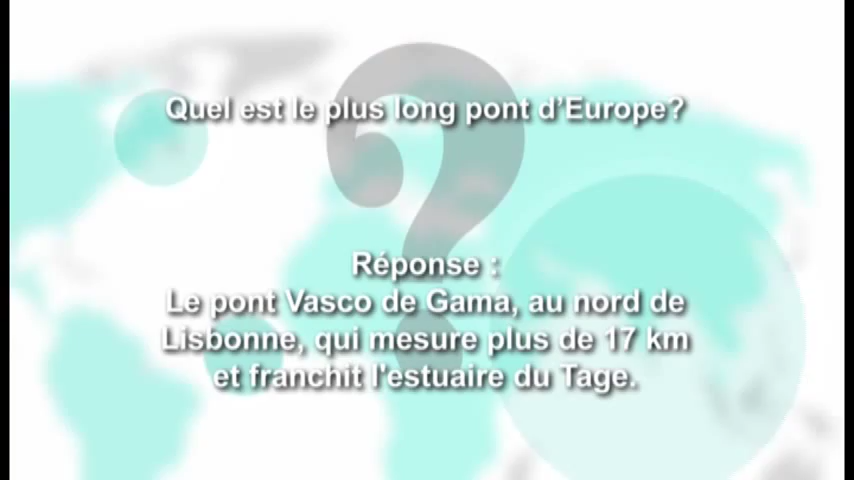 Quel est le plus long pont d’Europe?
Réponse :
Le pont Vasco de Gama, au nord de
Lisbonne, qui mesure plus de 17 km
et franchit l'estuaire du Tage.